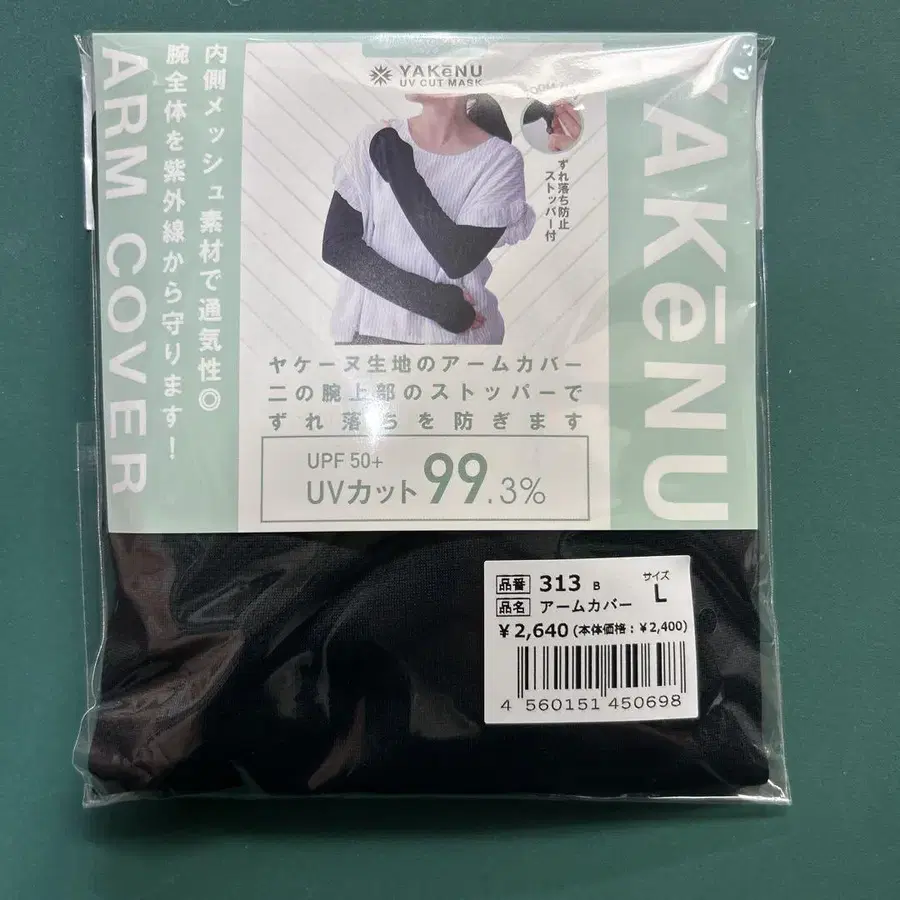 内側メッシュ素材で通気性◎
腕全体を紫外線から守ります!
ARM COVER
YAKēNU
UV CUT MASK
ずれ落ち防止
ストッパー付
YAKēNU
ヤケーヌ生地のアームカバー
二の腕上部のストッパーで
ずれ落ちを防ぎます
UPF 50+
UVカット99.3%
品番 313 B サイズ
品名 アームカバー L
¥2,640(本体価格:¥2,400)
4 560151 450698